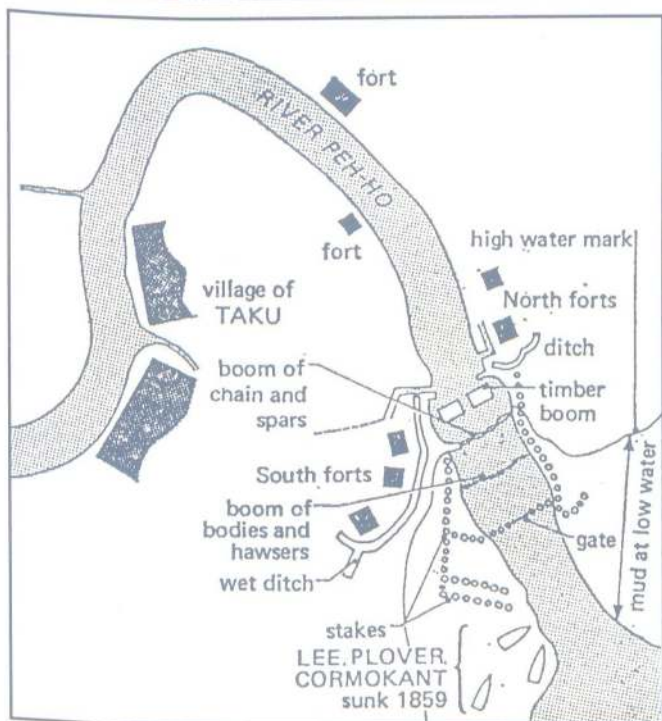 fort
RIVER PEH-HO
fort
high water mark
village of
TAKU
North forts
ditch
boom of
chain and
spars
timber
boom
South forts
boom of
bodies and
hawsers
gate
wet ditch
mud at low water
stakes
LEE, PLOVER,
CORMOKANT
sunk 1859